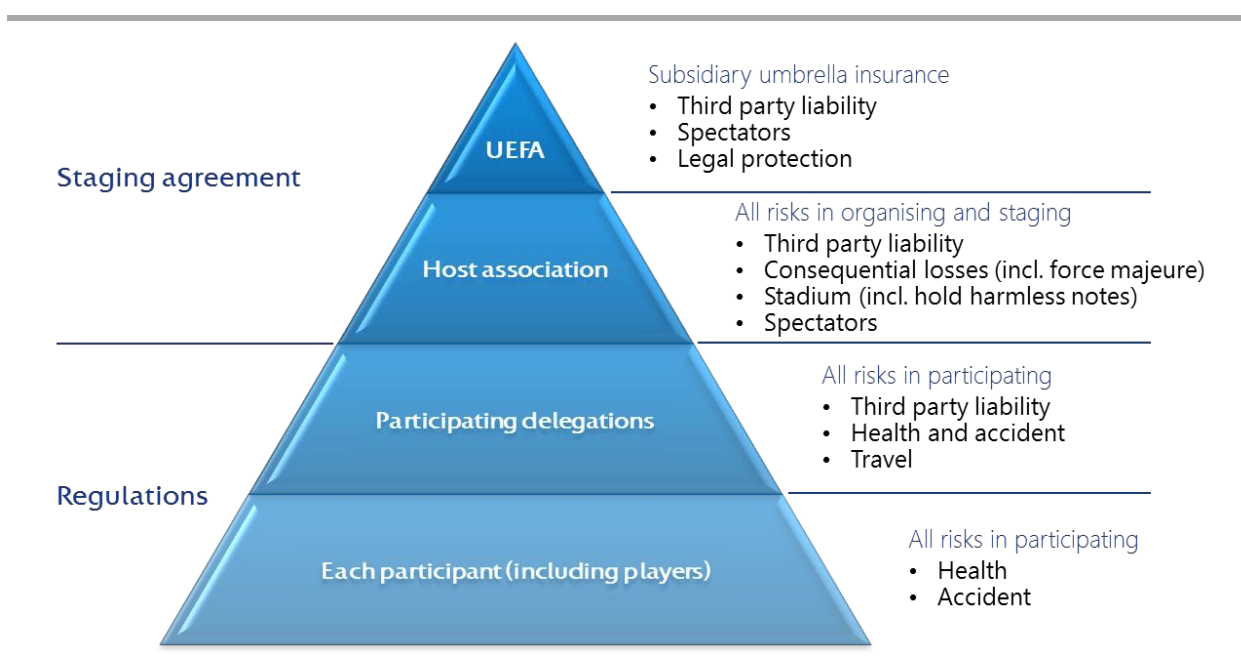 Subsidiary umbrella insurance
• Third party liability
• Spectators
• Legal protection
UEFA
Staging agreement
All risks in organising and staging
• Third party liability
• Consequential losses (incl. force majeure)
• Stadium (incl. hold harmless notes)
• Spectators
Host association
All risks in participating
• Third party liability
• Health and accident
• Travel
Participating delegations
Regulations
All risks in participating
• Health
• Accident
Each participant (including players)